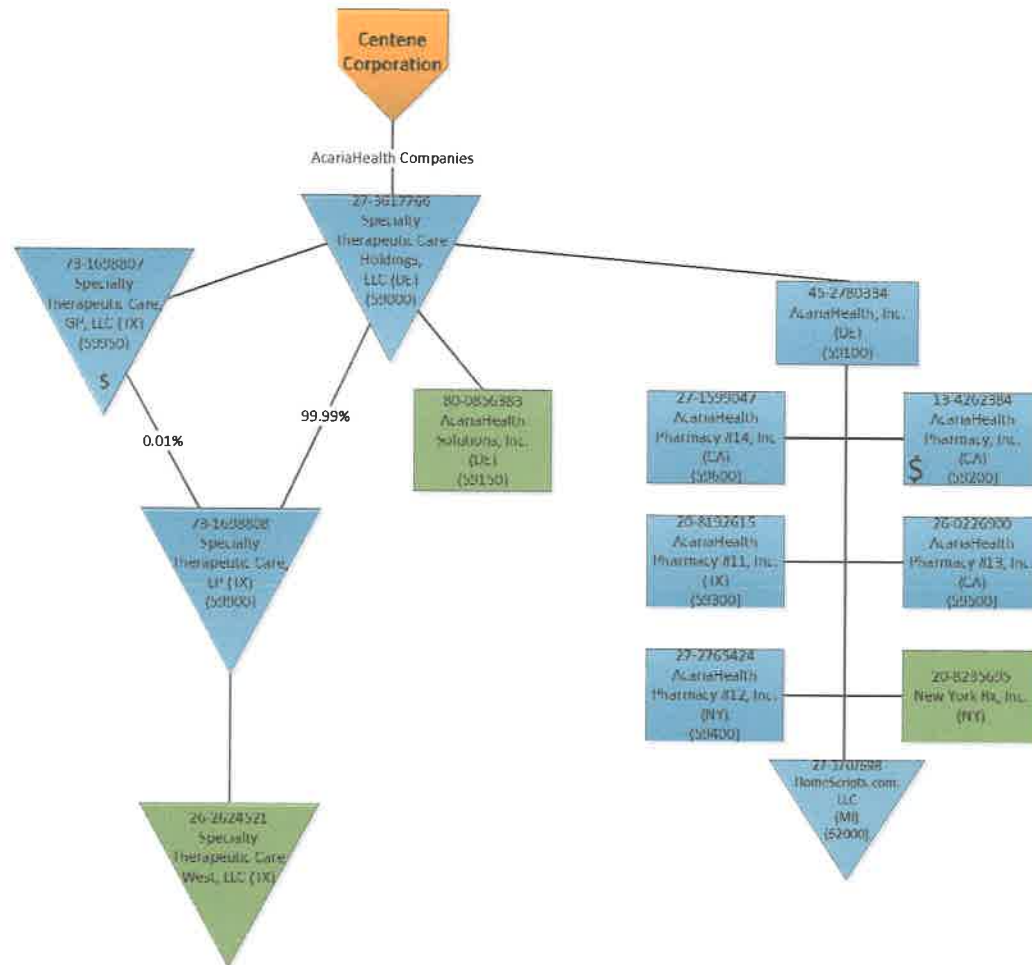 Centene
Corporation
AcariaHealth Companies
27-3617766
Specialty
Therapeutic Care
Holdings,
LLC (DE)
(59000)
73-1698807
Specialty
Therapeutic Care,
GP, LLC (TX)
(59950)
$
45-2780334
AcariaHealth, Inc.
(DE)
(59100)
0.01%
99.99%
80-0856383
AcariaHealth
Solutions, Inc.
(DE)
(59150)
27-1599047
AcariaHealth
Pharmacy #14, Inc
(CA)
(59600)
13-4262384
AcariaHealth
Pharmacy, Inc.
(CA)
$ (59200)
73-1698808
Specialty
Therapeutic Care,
LP (TX)
(59900)
20-8192615
AcariaHealth
Pharmacy #11, Inc.
(TX)
(59300)
26-0226900
AcariaHealth
Pharmacy #13, Inc.
(CA)
(59500)
27-2765424
AcariaHealth
Pharmacy #12, Inc.
(NY)
(59400)
20-8235695
New York Rx, Inc.
(NY)
HomeScripts.com,
LLC
(MI)
(52000)
26-2624521
Specialty
Therapeutic Care
West, LLC (TX)